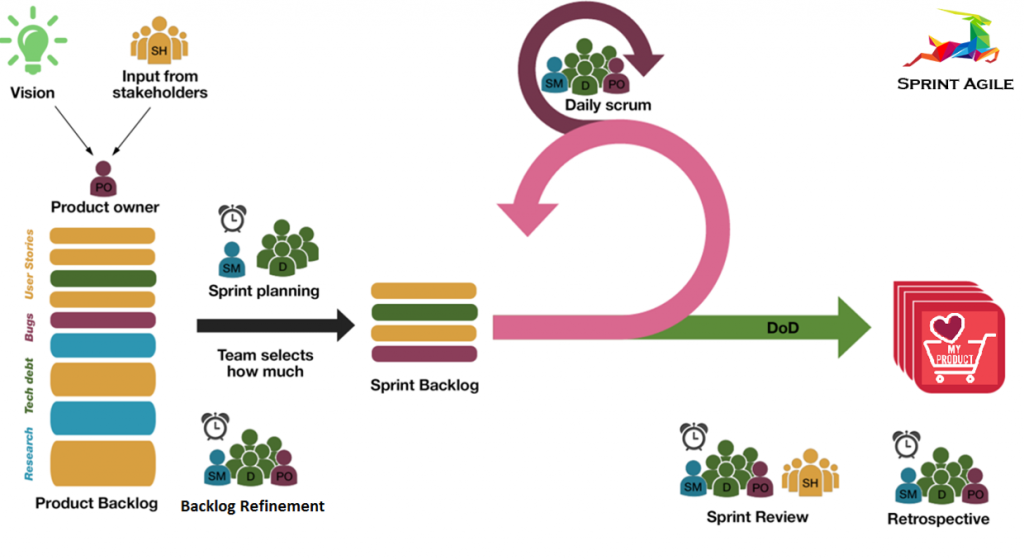 Vision
SH
Input from
stakeholders
PO
Product owner
User Stories
Bugs
Tech debt
Research
Product Backlog
SM
D
Sprint planning
Team selects
how much
SM
D
PO
Backlog Refinement
Sprint Backlog
SM
D
PO
Daily scrum
DoD
SPRINT AGILE
MY
PRODUCT
SM
D
PO
SH
Sprint Review
SM
D
PO
Retrospective